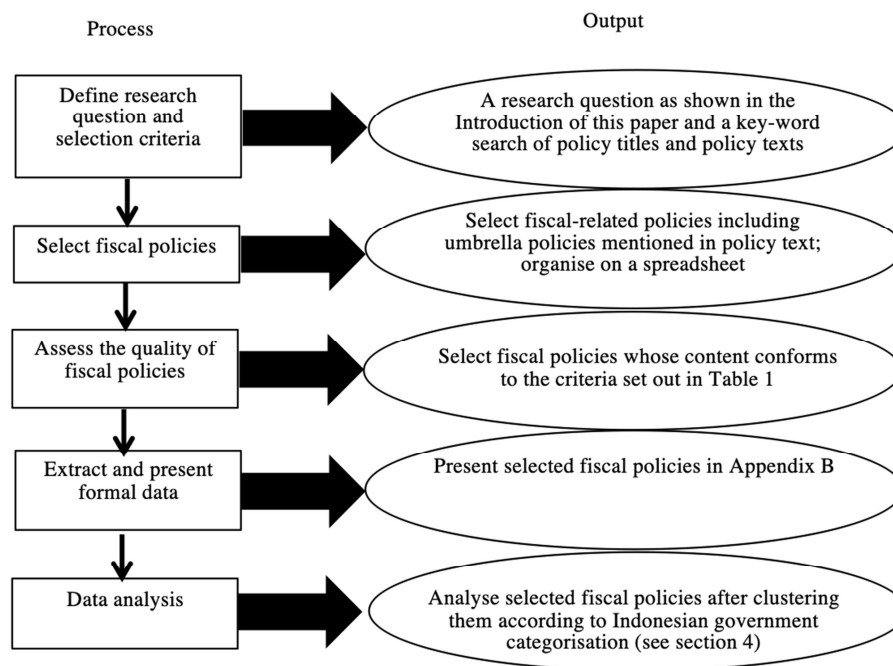 Process
Output
Define research
question and
selection criteria
A research question as shown in the
Introduction of this paper and a key-word
search of policy titles and policy texts
Select fiscal policies
Select fiscal-related policies including
umbrella policies mentioned in policy text;
organise on a spreadsheet
Assess the quality of
fiscal policies
Select fiscal policies whose content conforms
to the criteria set out in Table 1
Extract and present
formal data
Present selected fiscal policies in Appendix B
Data analysis
Analyse selected fiscal policies after clustering
them according to Indonesian government
categorisation (see section 4)